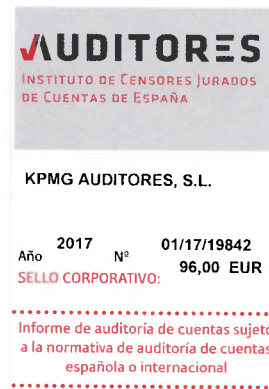 AUDITORES
INSTITUTO DE CENSORES JURADOS
DE CUENTAS DE ESPAÑA
KPMG AUDITORES, S.L.
Año 2017 Nº 01/17/19842
96,00 EUR
SELLO CORPORATIVO:
Informe de auditoría de cuentas sujeto
a la normativa de auditoría de cuentas
española o internacional